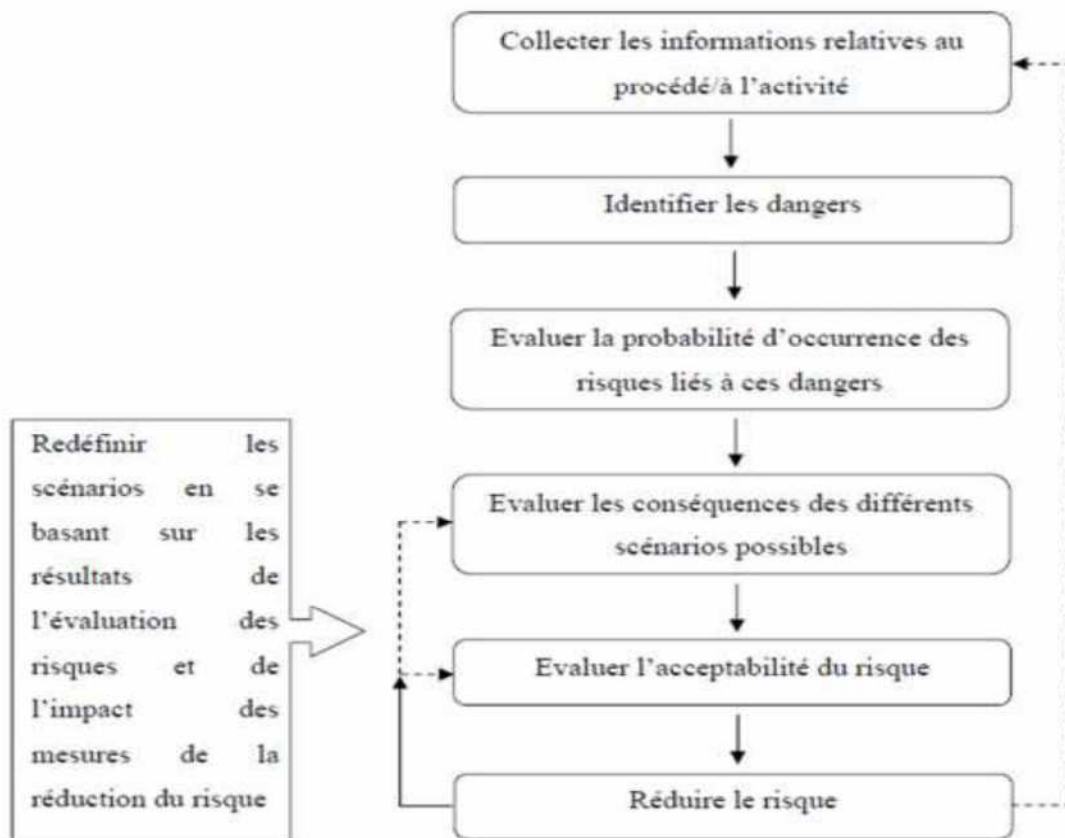 Collecter les informations relatives au
procédé/à l'activité
Identifier les dangers
Evaluer la probabilité d'occurrence des
risques liés à ces dangers
Redéfinir les
scénarios en se
basant sur les
résultats de
l'évaluation des
risques et de
l'impact des
mesures de la
réduction du risque
Evaluer les conséquences des différents
scénarios possibles
Evaluer l'acceptabilité du risque
Réduire le risque